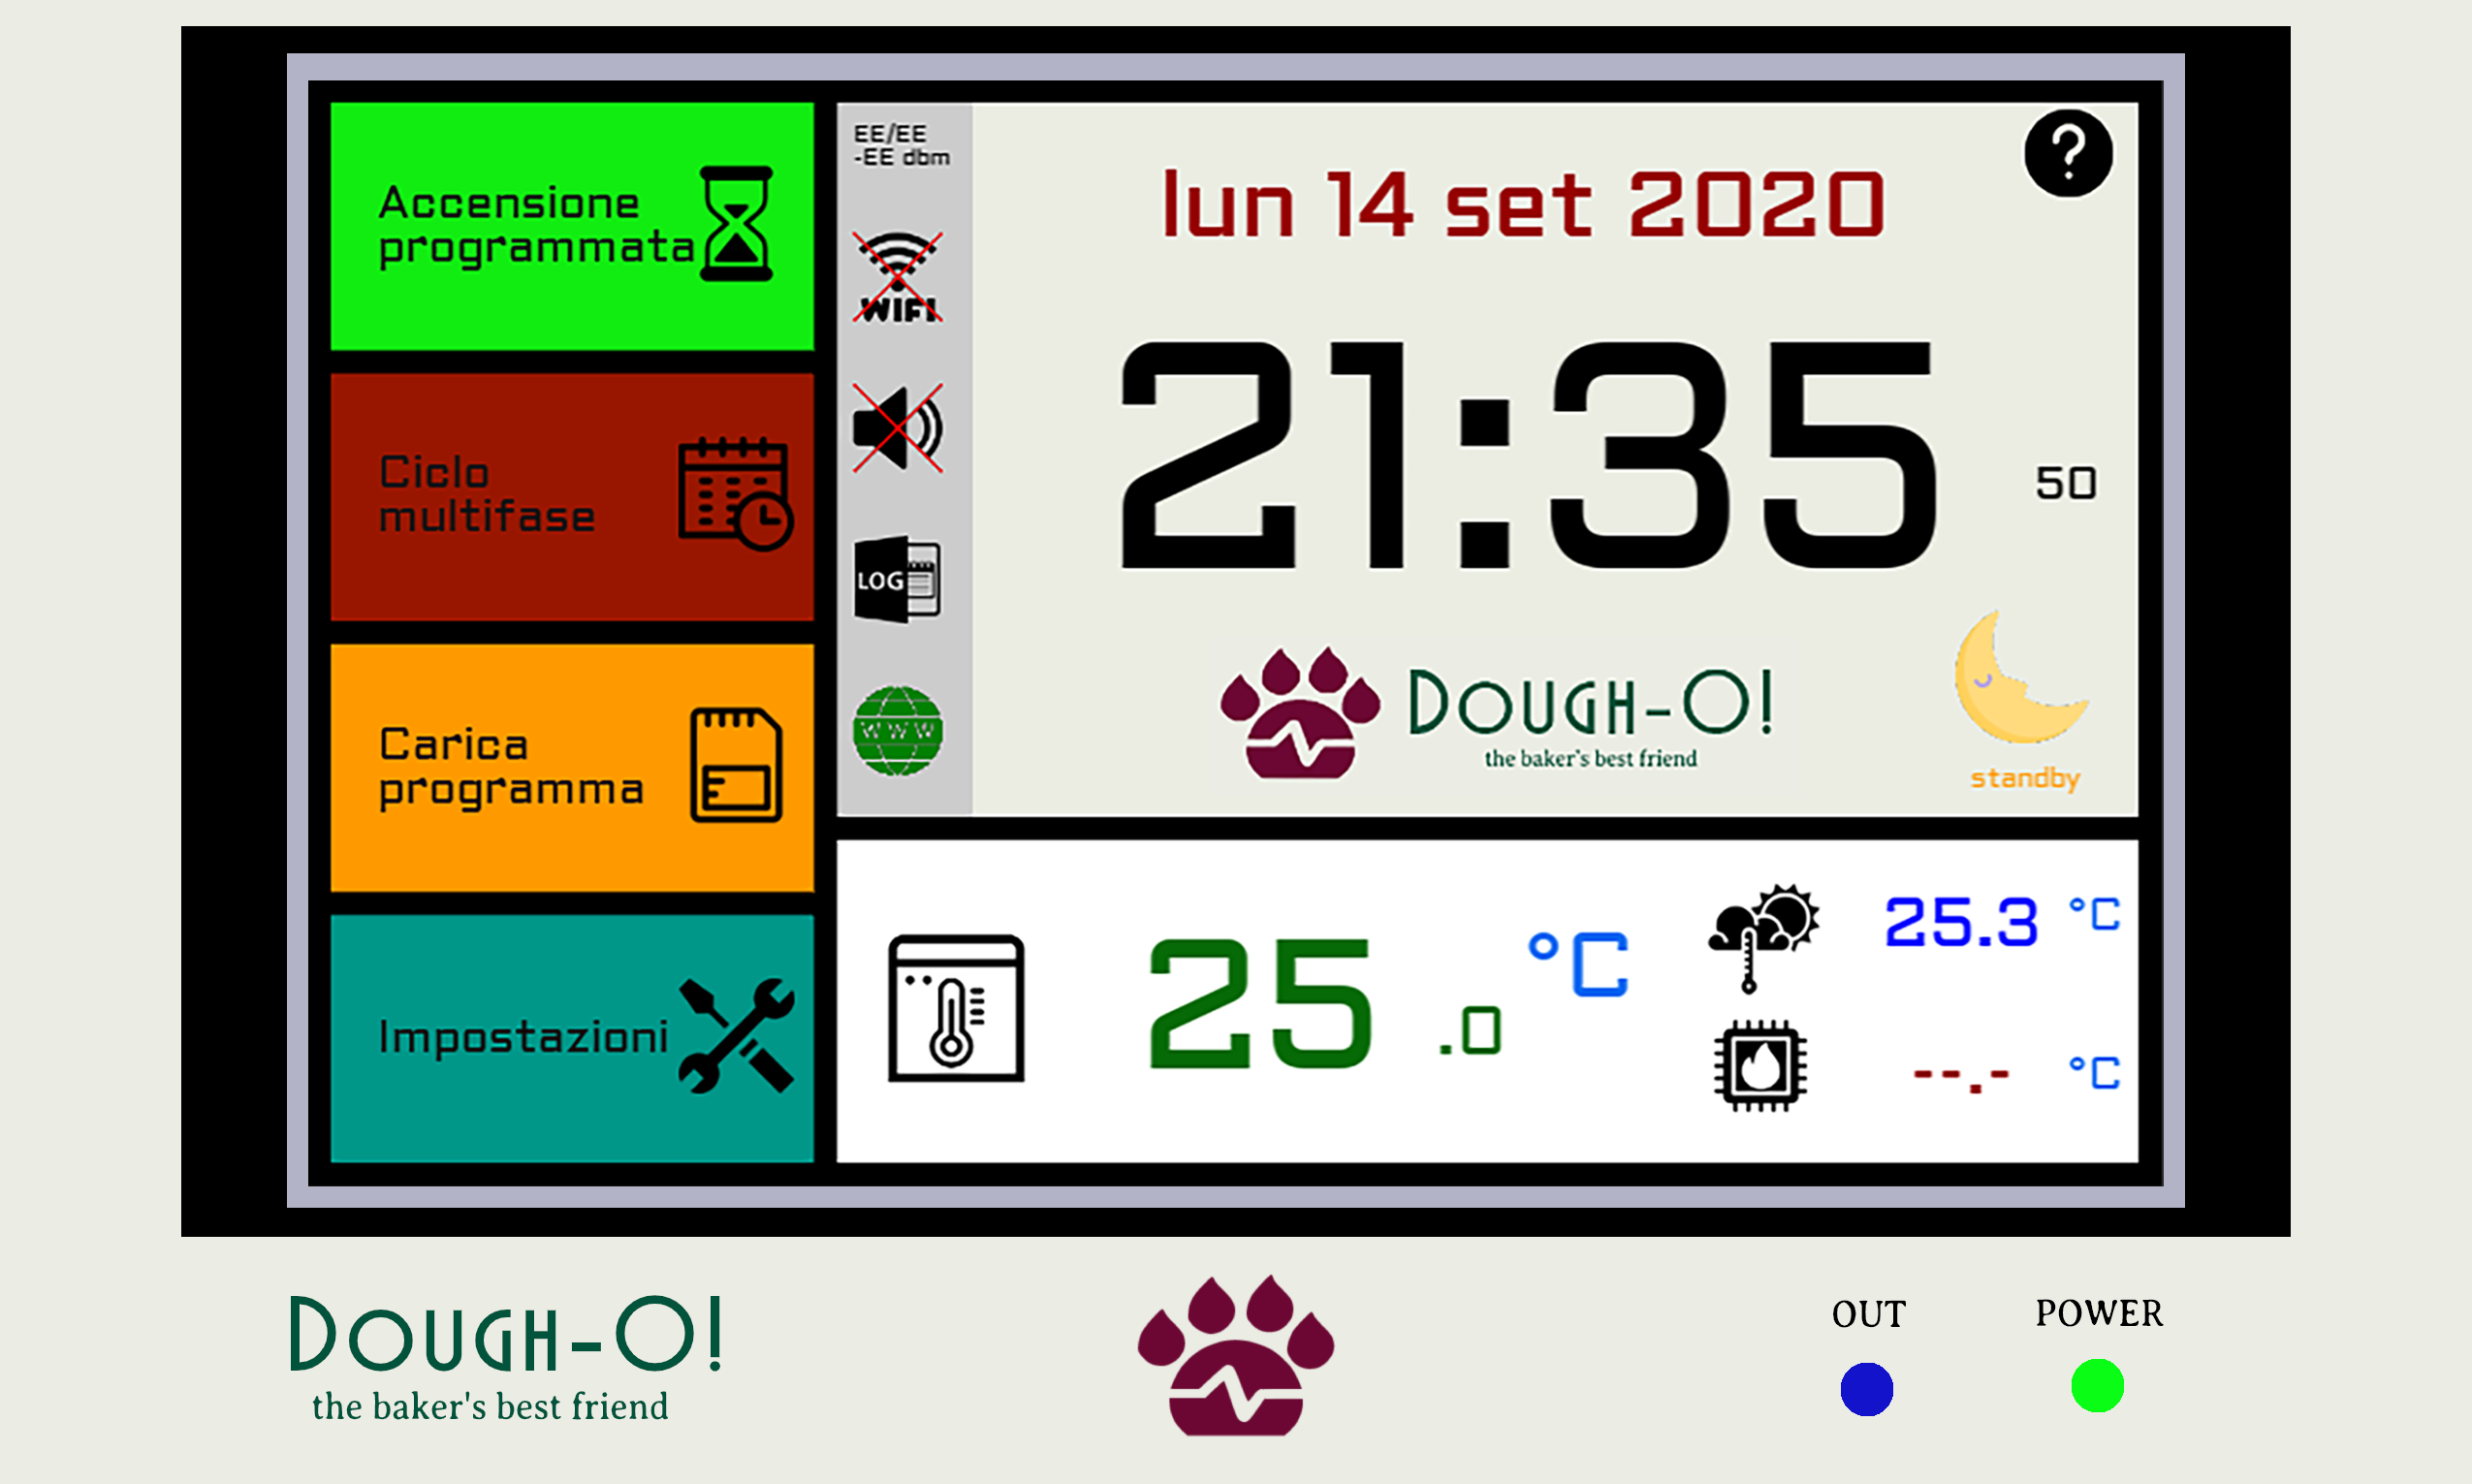 Accensione
programmata
Ciclo
multifase
Carica
programma
Impostazioni
EE/EE
-EE dbm
WIFI
LOG
WWW
?
lun 14 set 2020
21:35
50
DOUGH-O!
the baker's best friend
standby
25.0 °C
25.3 °C
--.- °C
DOUGH-O!
the baker's best friend
OUT
POWER